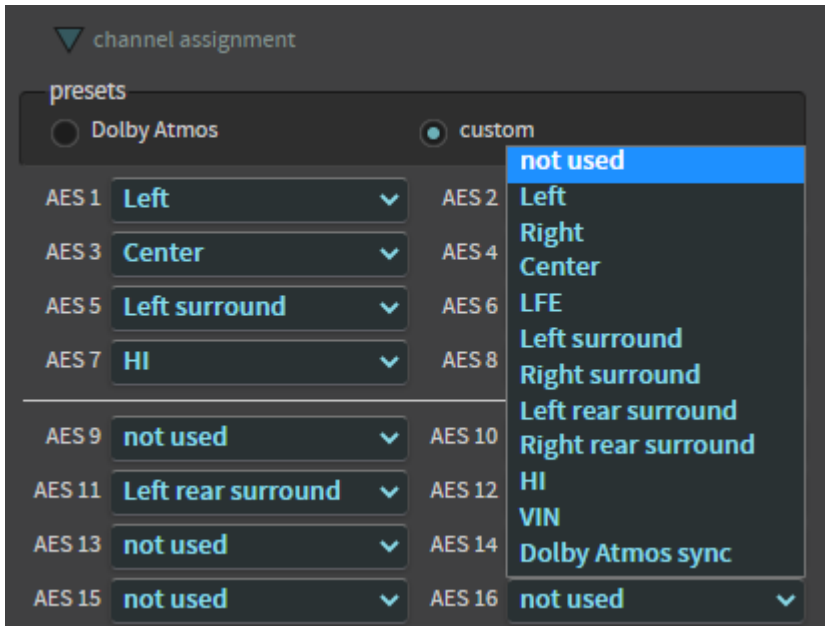 channel assignment
presets
Dolby Atmos
custom
AES 1 Left
AES 2
AES 3 Center
AES 4
AES 5 Left surround
AES 6
AES 7 HI
AES 8
AES 9 not used
AES 10
AES 11 Left rear surround
AES 12
AES 13 not used
AES 14
AES 15 not used
AES 16 not used
not used
Left
Right
Center
LFE
Left surround
Right surround
Left rear surround
Right rear surround
HI
VIN
Dolby Atmos sync